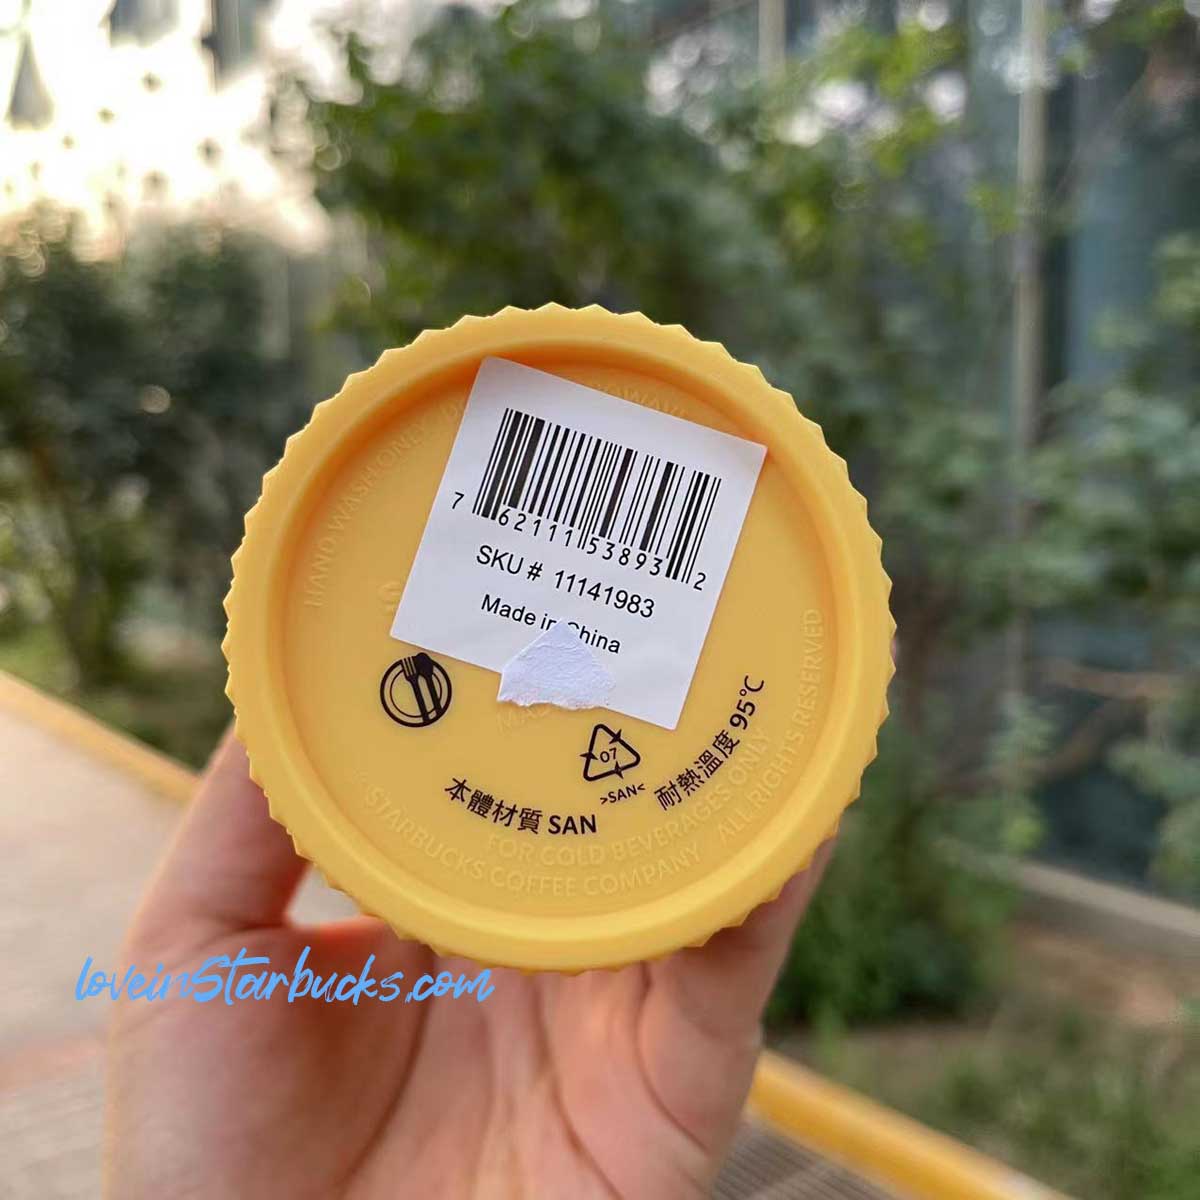 7 62111 53893 2
SKU # 11141983
Made in China
07
>SAN<
本體材質 SAN
耐熱溫度 95°C
HAND WASH ONLY
FOR COLD BEVERAGES ONLY
STARBUCKS COFFEE COMPANY ALL RIGHTS RESERVED
loveinStarbucks.com